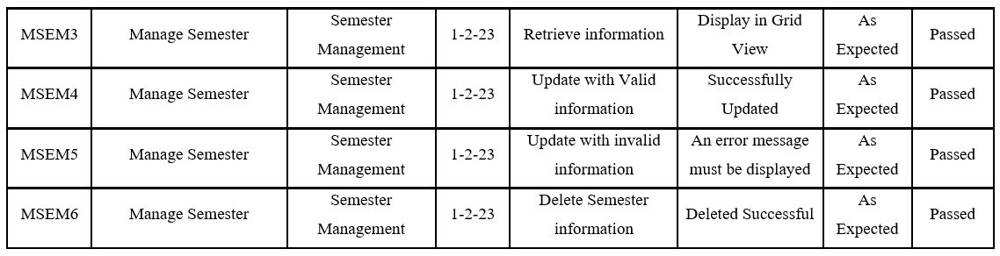 MSEM3 Manage Semester Semester Management 1-2-23 Retrieve information Display in Grid View As Expected Passed
MSEM4 Manage Semester Semester Management 1-2-23 Update with Valid information Successfully Updated As Expected Passed
MSEM5 Manage Semester Semester Management 1-2-23 Update with invalid information An error message must be displayed As Expected Passed
MSEM6 Manage Semester Semester Management 1-2-23 Delete Semester information Deleted Successful As Expected Passed